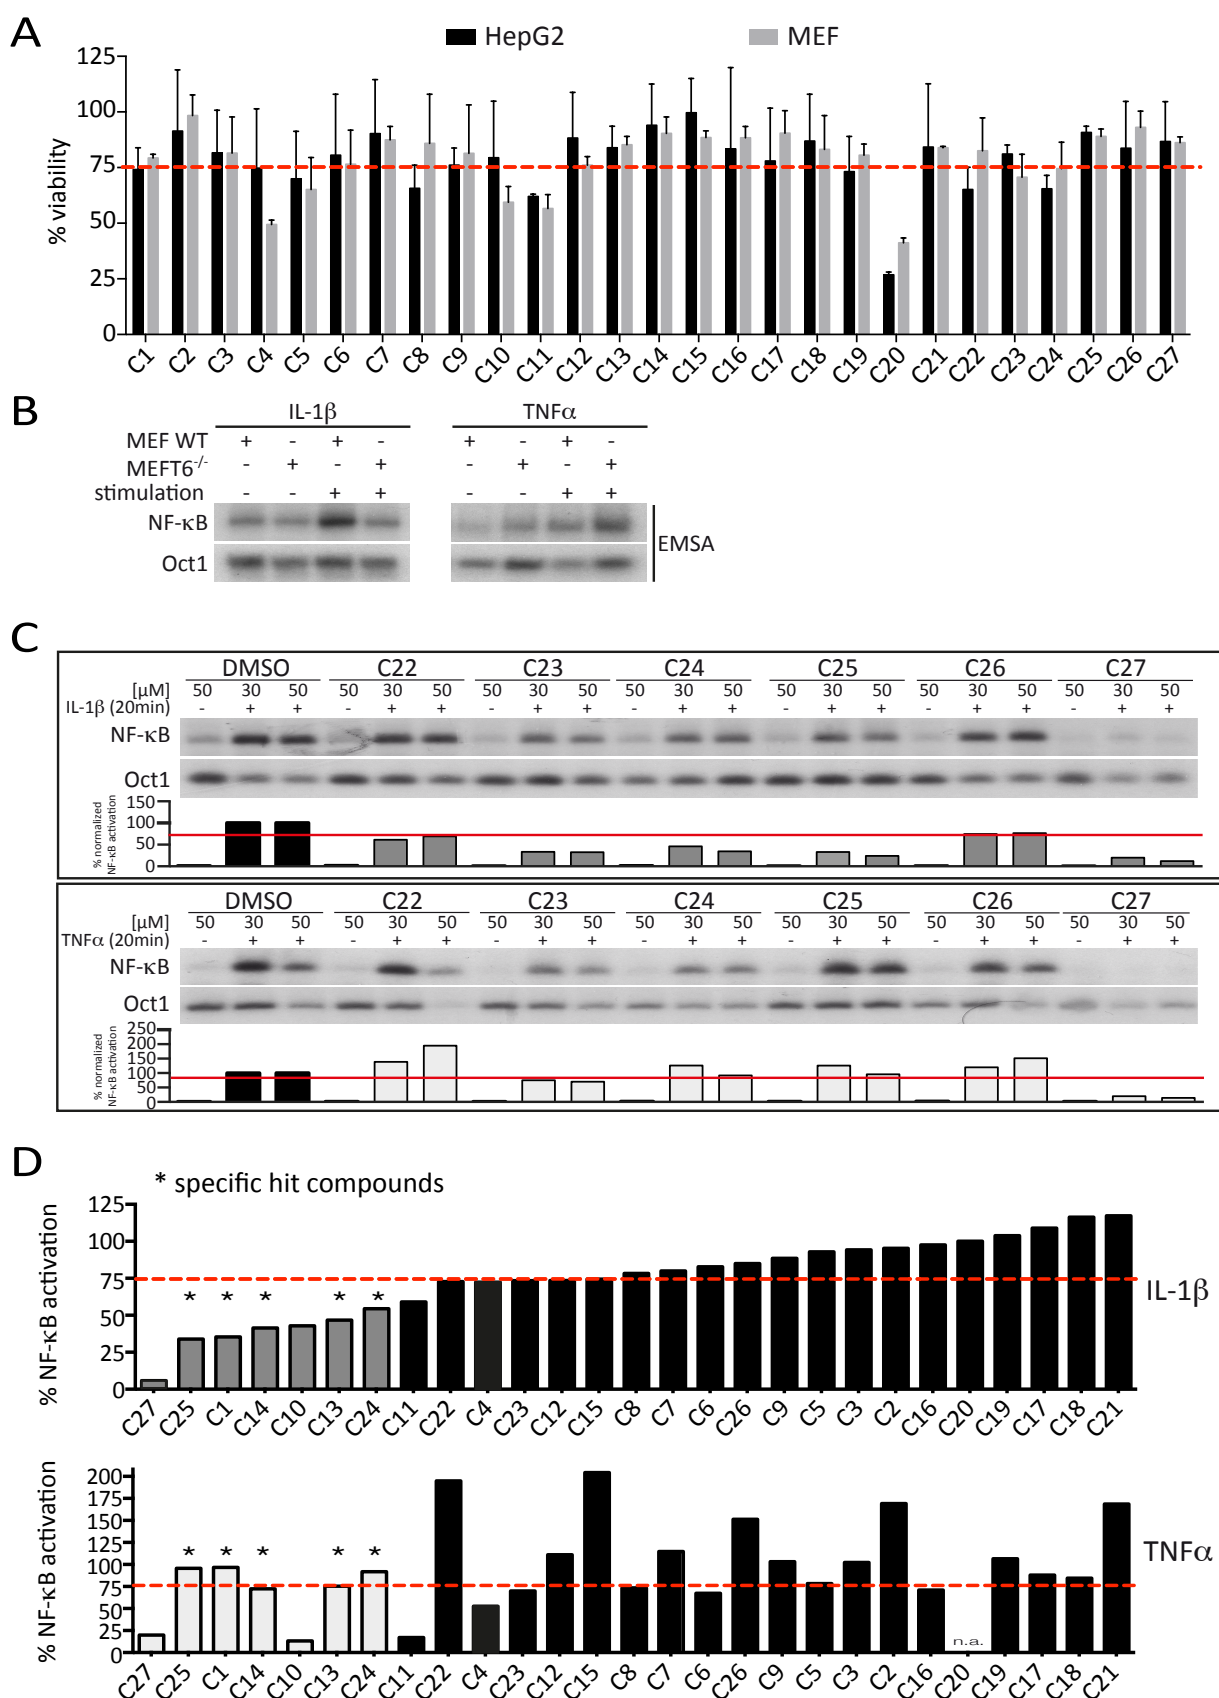 A
HepG2 MEF
% viability
125
100
75
50
25
0
C1 C2 C3 C4 C5 C6 C7 C8 C9 C10 C11 C12 C13 C14 C15 C16 C17 C18 C19 C20 C21 C22 C23 C24 C25 C26 C27
B
IL-1β TNFα
MEF WT + - + - + - + -
MEFT6-/- - + - + - + - +
stimulation - - + + - - + +
NF-κB
Oct1
EMSA
C
DMSO C22 C23 C24 C25 C26 C27
[µM] 50 30 50 50 30 50 50 30 50 50 30 50 50 30 50 50 30 50 50 30 50
IL-1β (20min) - + + - + + - + + - + + - + + - + + - + +
NF-κB
Oct1
% normalized
NF-κB activation
150
100
50
0
DMSO C22 C23 C24 C25 C26 C27
[µM] 50 30 50 50 30 50 50 30 50 50 30 50 50 30 50 50 30 50 50 30 50
TNFα (20min) - + + - + + - + + - + + - + + - + + - + +
NF-κB
Oct1
% normalized
NF-κB activation
250
200
150
100
50
0
D
* specific hit compounds
% NF-κB activation
125
100
75
50
25
0
* * * * *
IL-1β
C27 C25 C1 C14 C10 C13 C24 C11 C22 C4 C23 C12 C15 C8 C7 C6 C26 C9 C5 C3 C2 C16 C20 C19 C17 C18 C21
% NF-κB activation
200
175
150
125
100
75
50
25
0
* * * * *
TNFα
n.a.
C27 C25 C1 C14 C10 C13 C24 C11 C22 C4 C23 C12 C15 C8 C7 C6 C26 C9 C5 C3 C2 C16 C20 C19 C17 C18 C21